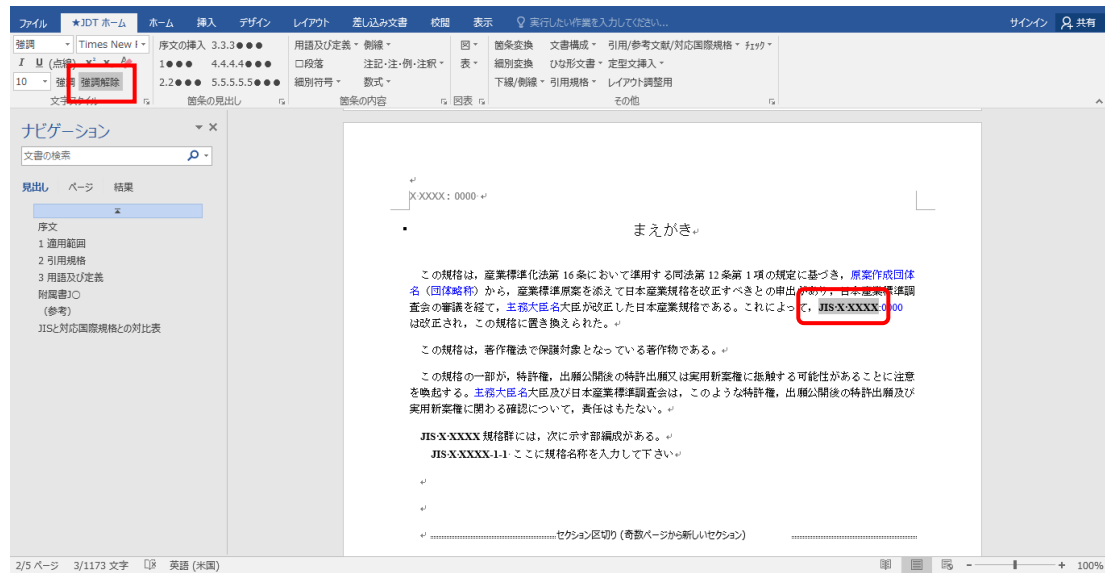 ファイル ★JDT ホーム ホーム 挿入 デザイン レイアウト 差し込み文書 校閲 表示 実行したい作業を入力してください... サインイン 共有
強調 Times New 序文の挿入 3.3.3●●● 用語及び定義 側線 図 箇条変換 文書構成 引用/参考文献/対応国際規格 チェック
I U (点線) X² X A 1●●● 4.4.4.4●●● □段落 注記・注・例・注釈 表 細別変換 ひな形文書 定型文挿入
10 強調 強調解除 2.2●●● 5.5.5.5.5●●● 細別符号 数式 下線/側線 引用規格 レイアウト調整用
文字スタイル 箇条の見出し 箇条の内容 図表 その他
ナビゲーション
文書の検索
見出し ページ 結果
序文
1 適用範囲
2 引用規格
3 用語及び定義
附属書JO
(参考)
JISと対応国際規格との対比表
X·XXXX：0000
まえがき
この規格は，産業標準化法第 16 条において準用する同法第 12 条第 1 項の規定に基づき，原案作成団体
名（団体略称）から，産業標準原案を添えて日本産業規格を改正すべきとの申出があり，日本産業標準調
査会の審議を経て，主務大臣名大臣が改正した日本産業規格である。これによって，JIS·X·XXXX:0000
は改正され，この規格に置き換えられた。
この規格は，著作権法で保護対象となっている著作物である。
この規格の一部が，特許権，出願公開後の特許出願又は実用新案権に抵触する可能性があることに注意
を喚起する。主務大臣名大臣及び日本産業標準調査会は，このような特許権，出願公開後の特許出願及び
実用新案権に関わる確認について，責任はもたない。
JIS·X·XXXX 規格群には，次に示す部編成がある。
JIS·X·XXXX-1-1 ここに規格名称を入力して下さい
セクション区切り (奇数ページから新しいセクション)
2/5 ページ 3/1173 文字 英語 (米国) 100%